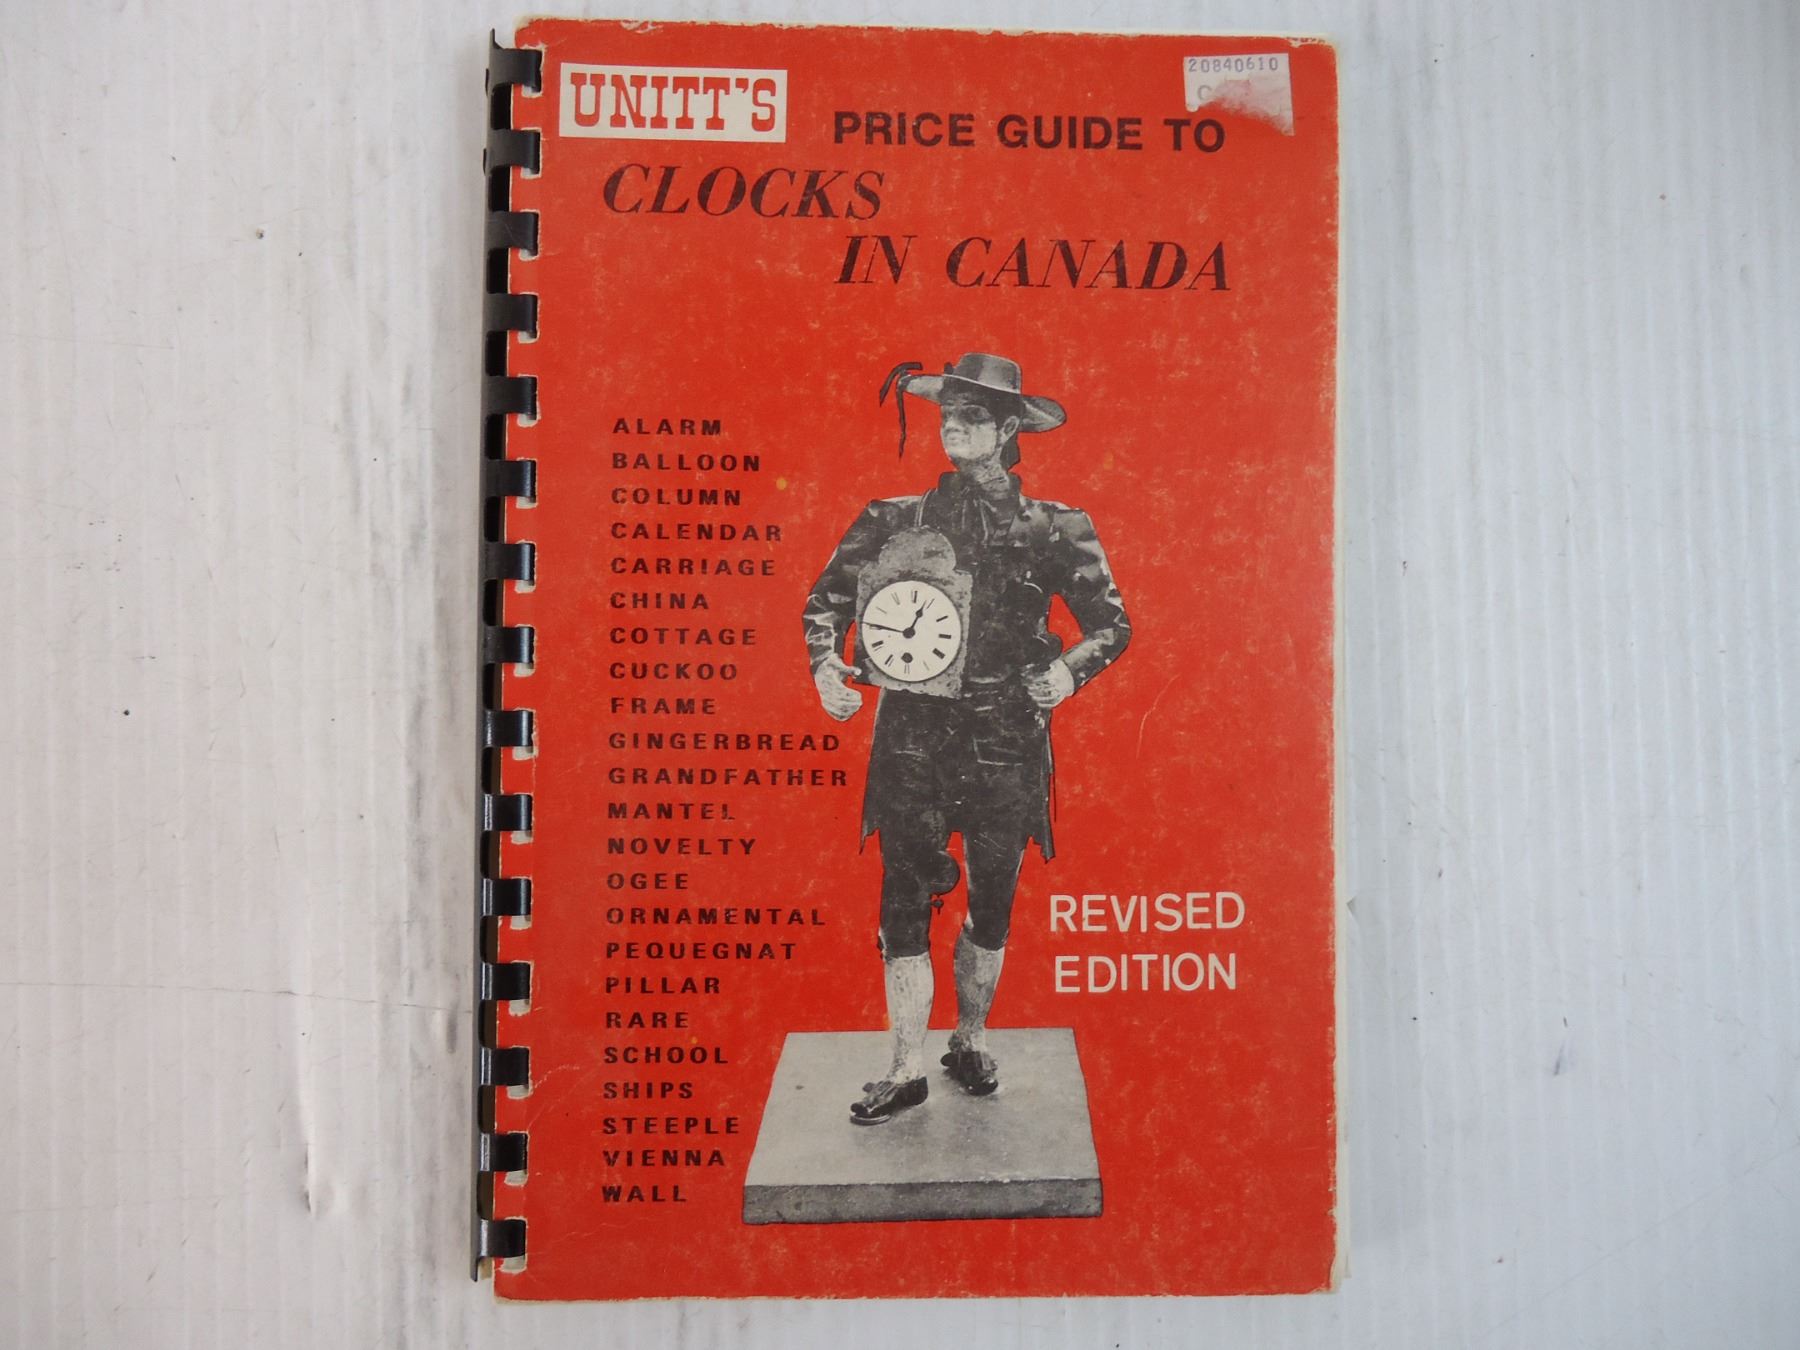 UNITT'S
20840610
PRICE GUIDE TO
CLOCKS
IN CANADA
ALARM
BALLOON
COLUMN
CALENDAR
CARRIAGE
CHINA
COTTAGE
CUCKOO
FRAME
GINGERBREAD
GRANDFATHER
MANTEL
NOVELTY
OGEE
ORNAMENTAL
PEQUEGNAT
PILLAR
RARE
SCHOOL
SHIPS
STEEPLE
VIENNA
WALL
REVISED
EDITION